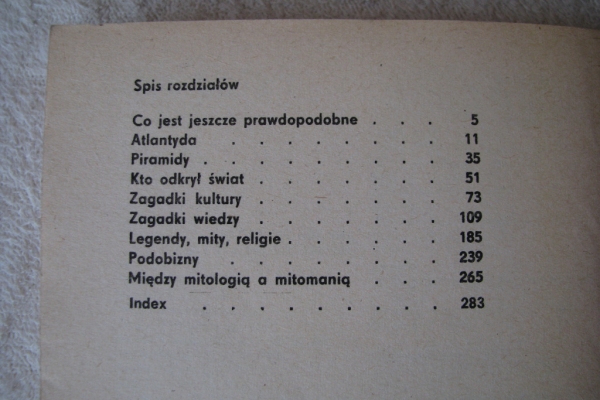 Spis rozdziałów
Co jest jeszcze prawdopodobne . . . 5
Atlantyda . . . . . . . . 11
Piramidy . . . . . . . . . 35
Kto odkrył świat . . . . . . . 51
Zagadki kultury . . . . . . . 73
Zagadki wiedzy . . . . . . . 109
Legendy, mity, religie . . . . . . 185
Podobizny . . . . . . . . 239
Między mitologią a mitomanią . . . 265
Index . . . . . . . . . 283